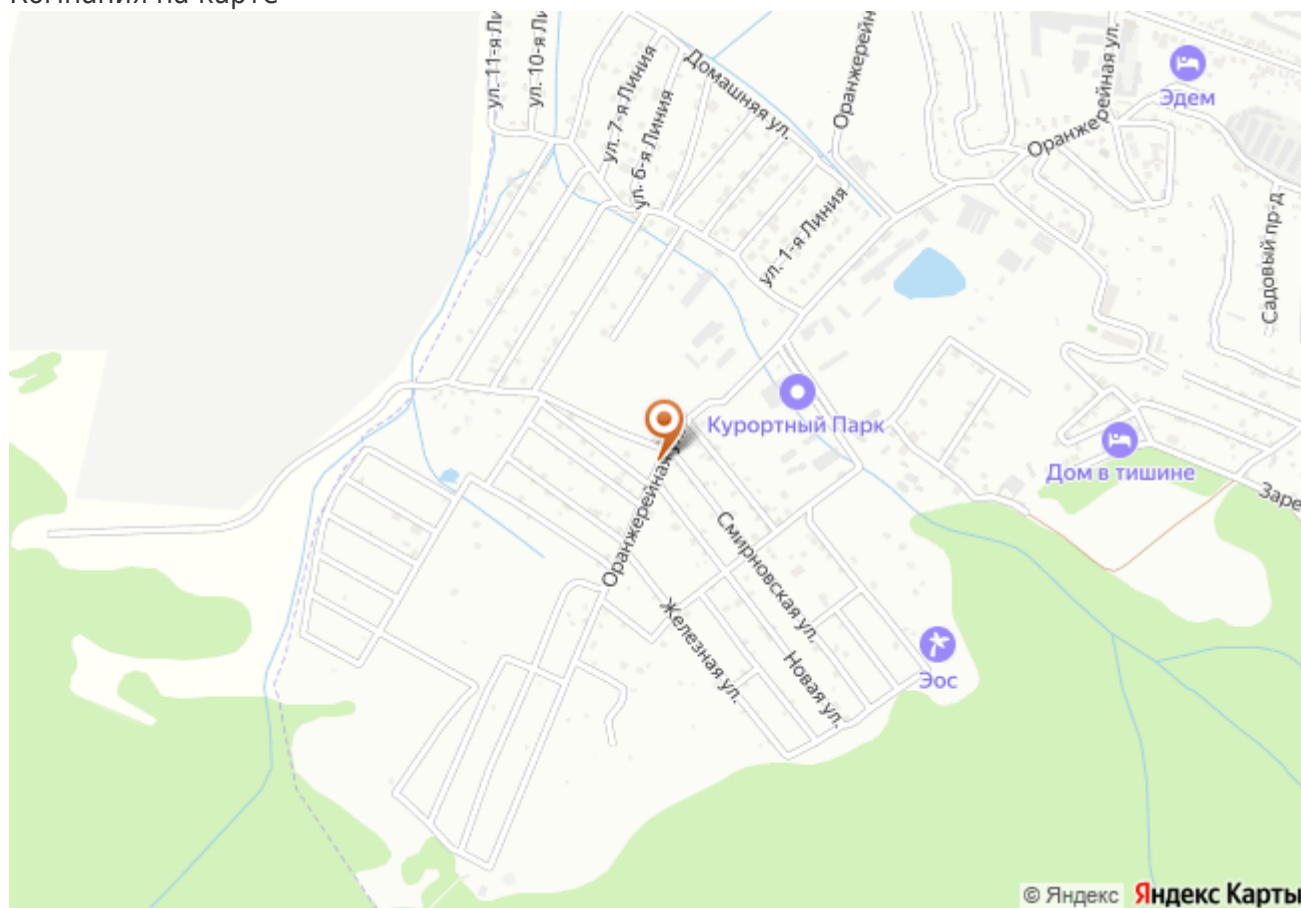 Компания на карте
ул. 11-я Ли
ул. 10-я Л
ул. 7-я Линия
ул. 6-я Линия
Домашняя ул.
Оранжерейн
Оранжерейная ул.
Эдем
Садовый пр-д
ул. 1-я Линия
Курортный Парк
Дом в тишине
Заре
Оранжерейная у
Смирновская ул.
Железная ул.
Новая ул.
Эос
© Яндекс Яндекс Карты